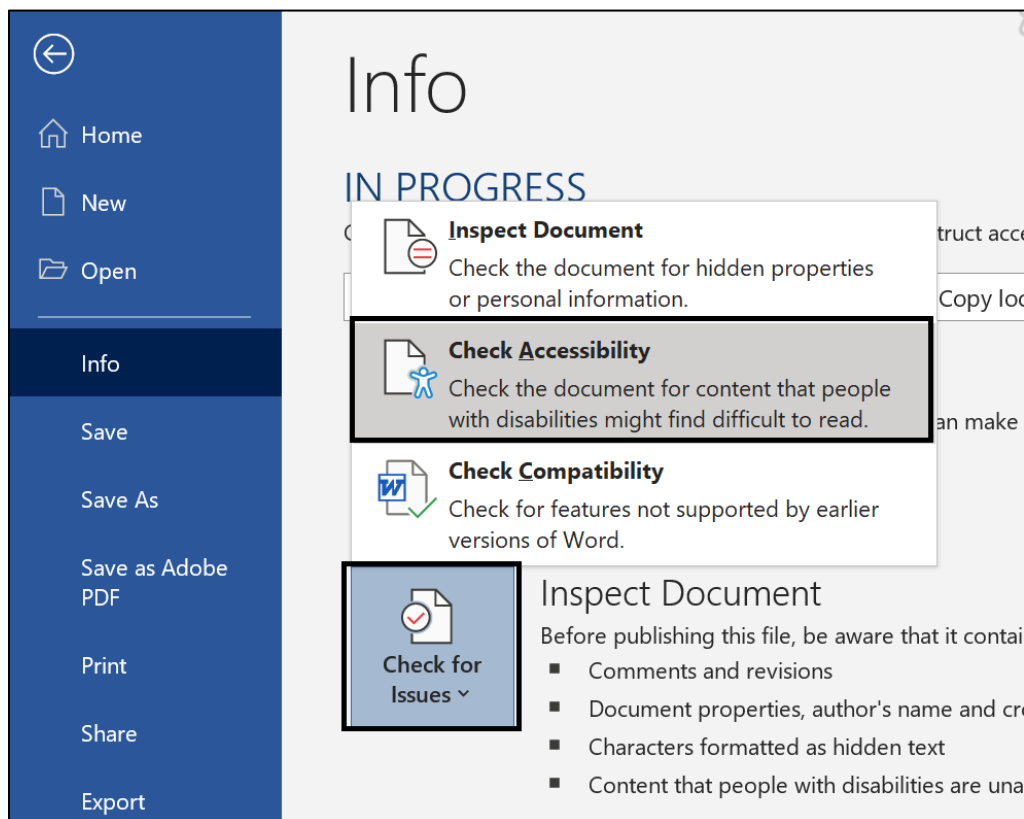 Info
Home
New
Open
Info
Save
Save As
Save as Adobe
PDF
Print
Share
Export
IN PROGRESS
Inspect Document
Check the document for hidden properties
or personal information.
Copy
Check Accessibility
Check the document for content that people
with disabilities might find difficult to read.
make
Check Compatibility
Check for features not supported by earlier
versions of Word.
Check for
Issues
Inspect Document
Before publishing this file, be aware that it
Comments and revisions
Document properties, author's name and
Characters formatted as hidden text
Content that people with disabilities are